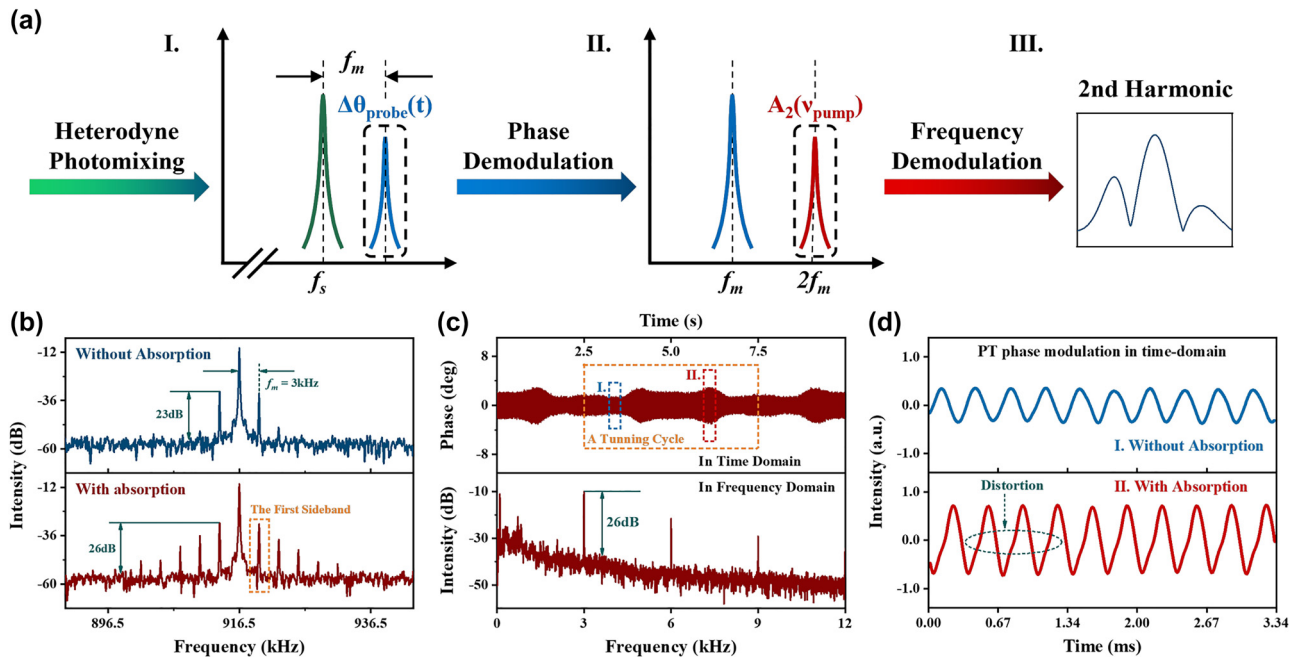 (a)
I.
II.
III.
Heterodyne
Photomixing
f_m
Δθ_probe(t)
f_s
Phase
Demodulation
A_2(ν_pump)
f_m
2f_m
Frequency
Demodulation
2nd Harmonic
(b)
Without Absorption
f_m = 3kHz
23dB
-12
-36
-60
With absorption
The First Sideband
26dB
-12
-36
-60
Intensity (dB)
896.5
916.5
936.5
Frequency (kHz)
(c)
Time (s)
2.5
5.0
7.5
8
0
-8
Phase (deg)
I.
II.
A Tunning Cycle
In Time Domain
In Frequency Domain
26dB
-10
-30
-50
Intensity (dB)
0
3
6
9
12
Frequency (kHz)
(d)
PT phase modulation in time-domain
1.0
0.0
-1.0
I. Without Absorption
Distortion
II. With Absorption
1.0
0.0
-1.0
Intensity (a.u.)
0.00
0.67
1.34
2.00
2.67
3.34
Time (ms)